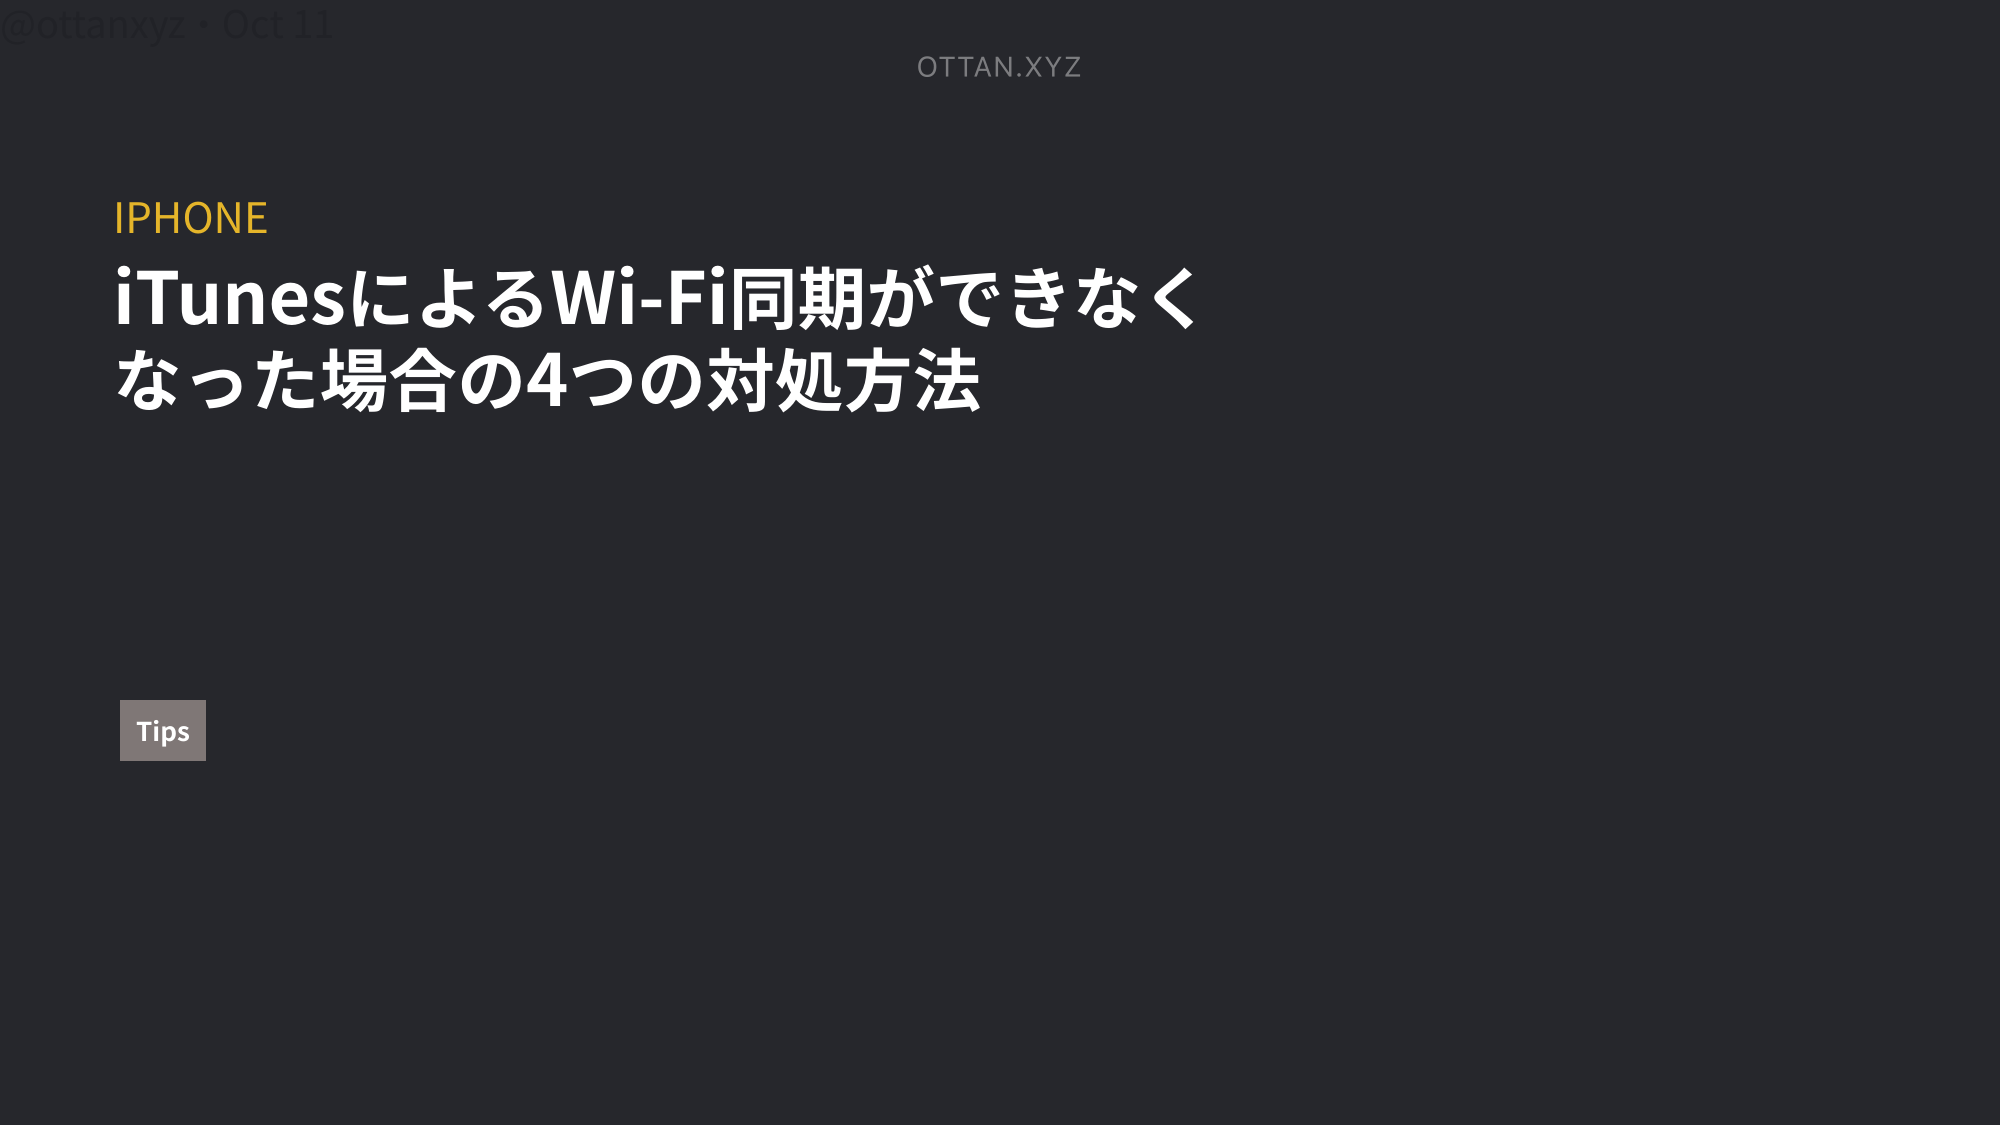 @ottanxyz・Oct 11
OTTAN.XYZ
IPHONE
iTunesによるWi-Fi同期ができなく
なった場合の4つの対処方法
Tips